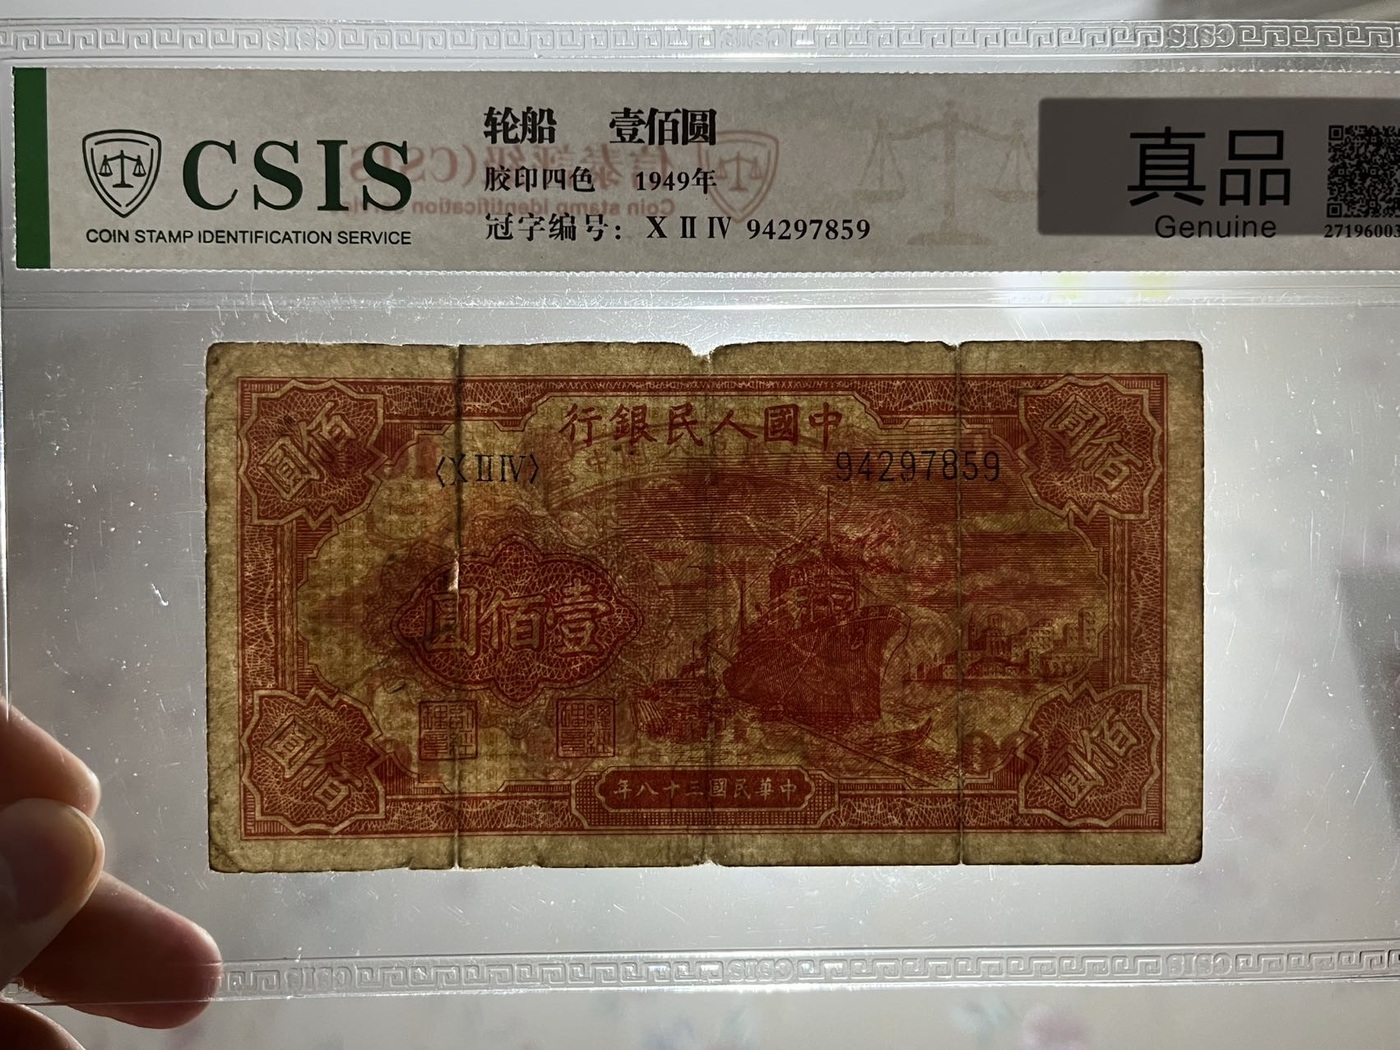 CSIS
COIN STAMP IDENTIFICATION SERVICE
轮船 壹佰圆
胶印四色 1949年
冠字编号：X II IV 94297859
真品
Genuine
27196003
行銀民人國中
〈X II IV〉 94297859
圓佰
圓佰
圓佰壹
圓佰
圓佰
年八十三國民華中